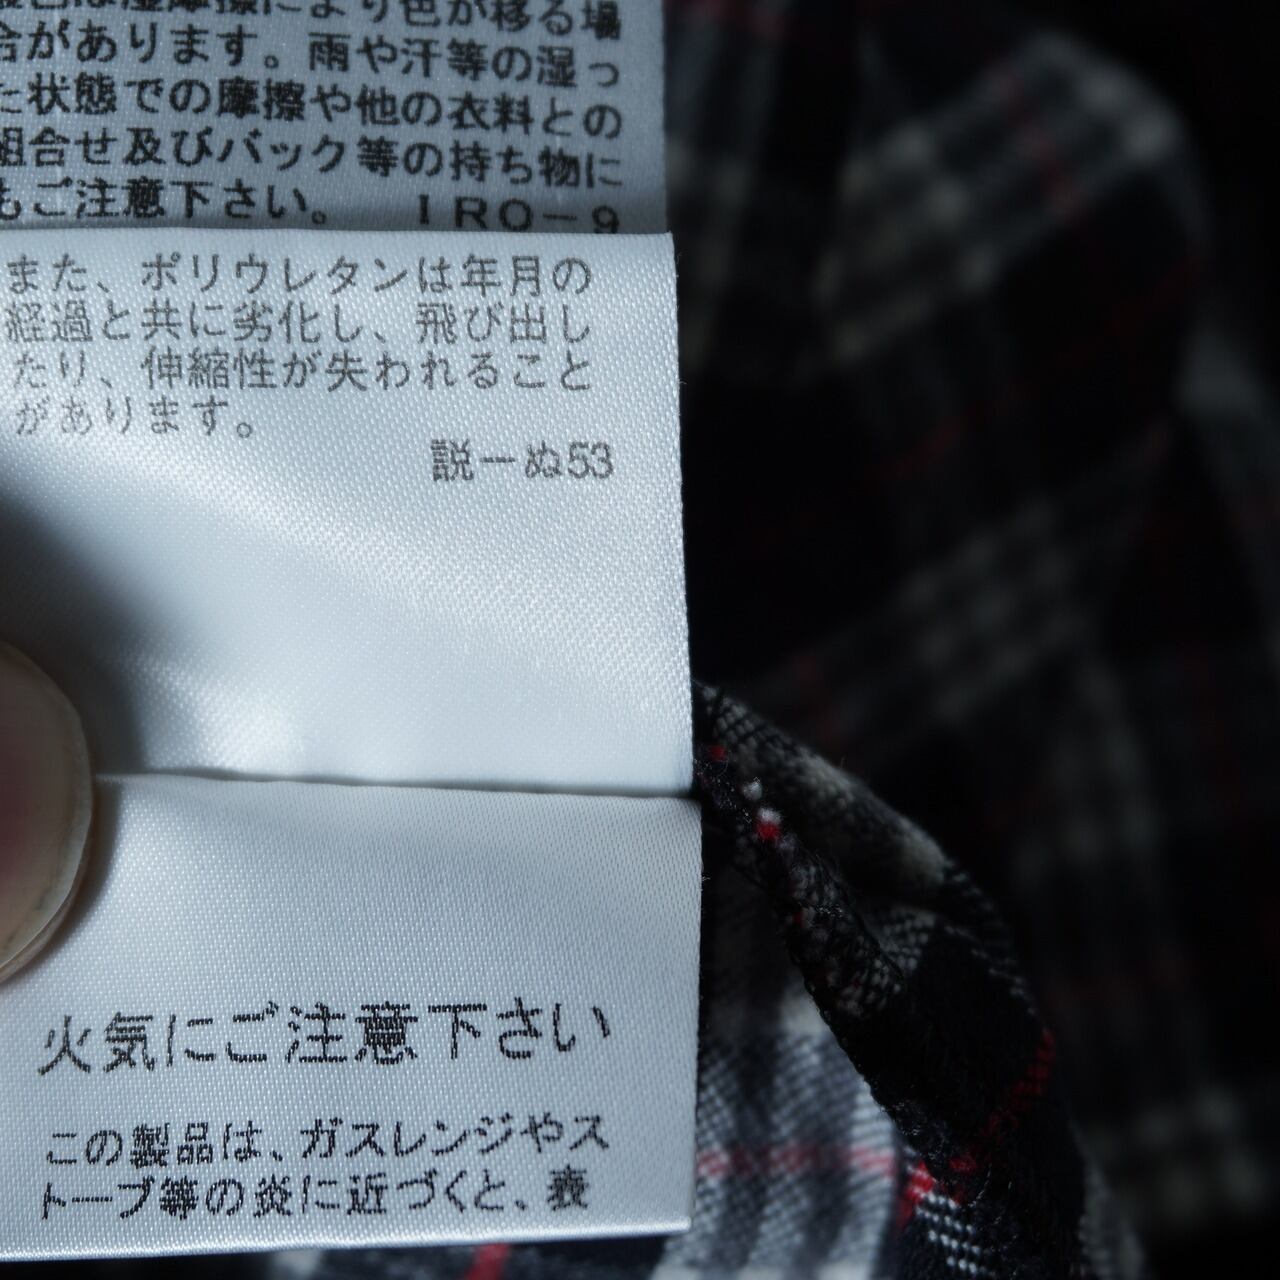 色は湿摩擦により色が移る場
合があります。雨や汗等の湿っ
た状態での摩擦や他の衣料との
組合せ及びバック等の持ち物に
もご注意下さい。 IRO-9
また、ポリウレタンは年月の
経過と共に劣化し、飛び出し
たり、伸縮性が失われること
があります。
説ーぬ53
火気にご注意下さい
この製品は、ガスレンジやス
トーブ等の炎に近づくと、表